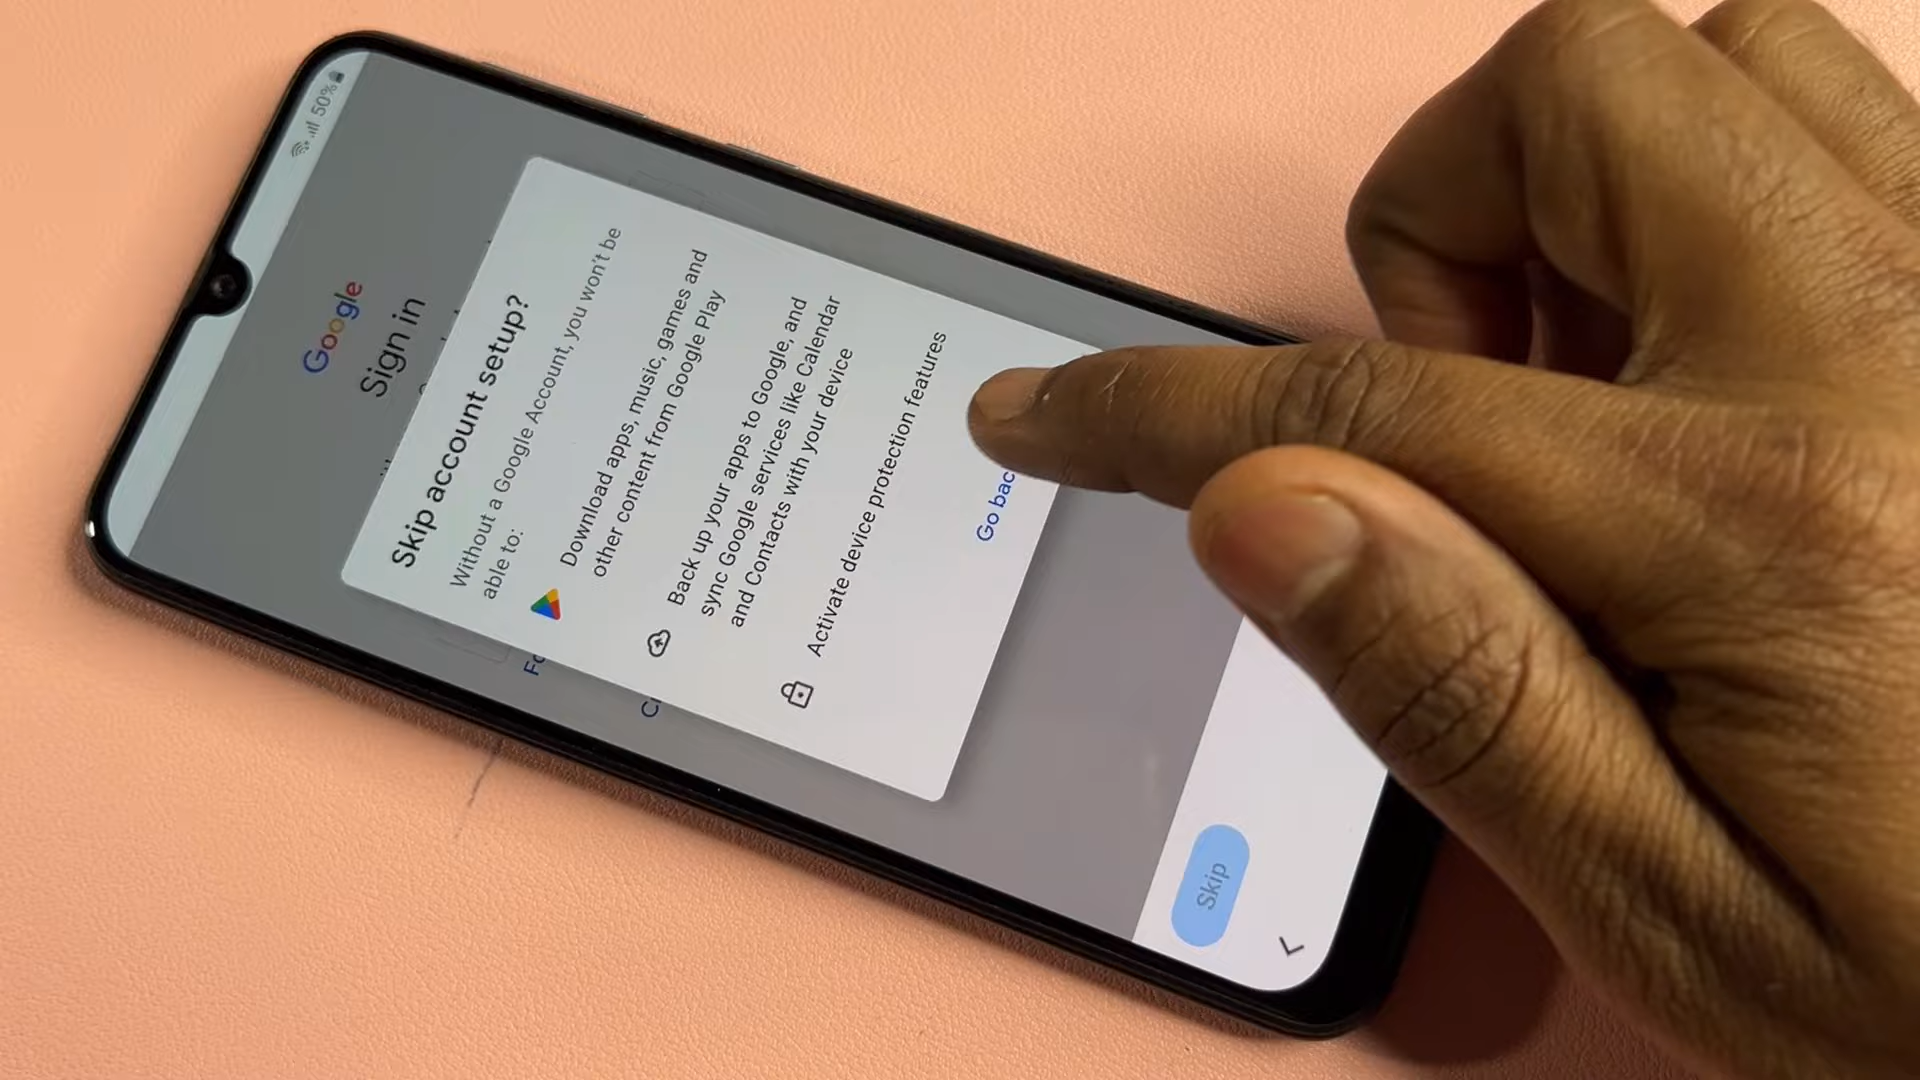 50%
Google
Sign in
Skip account setup?
Without a Google Account, you won't be
able to:
Download apps, music, games and
other content from Google Play
Back up your apps to Google, and
sync Google services like Calendar
and Contacts with your device
Activate device protection features
Go
Skip